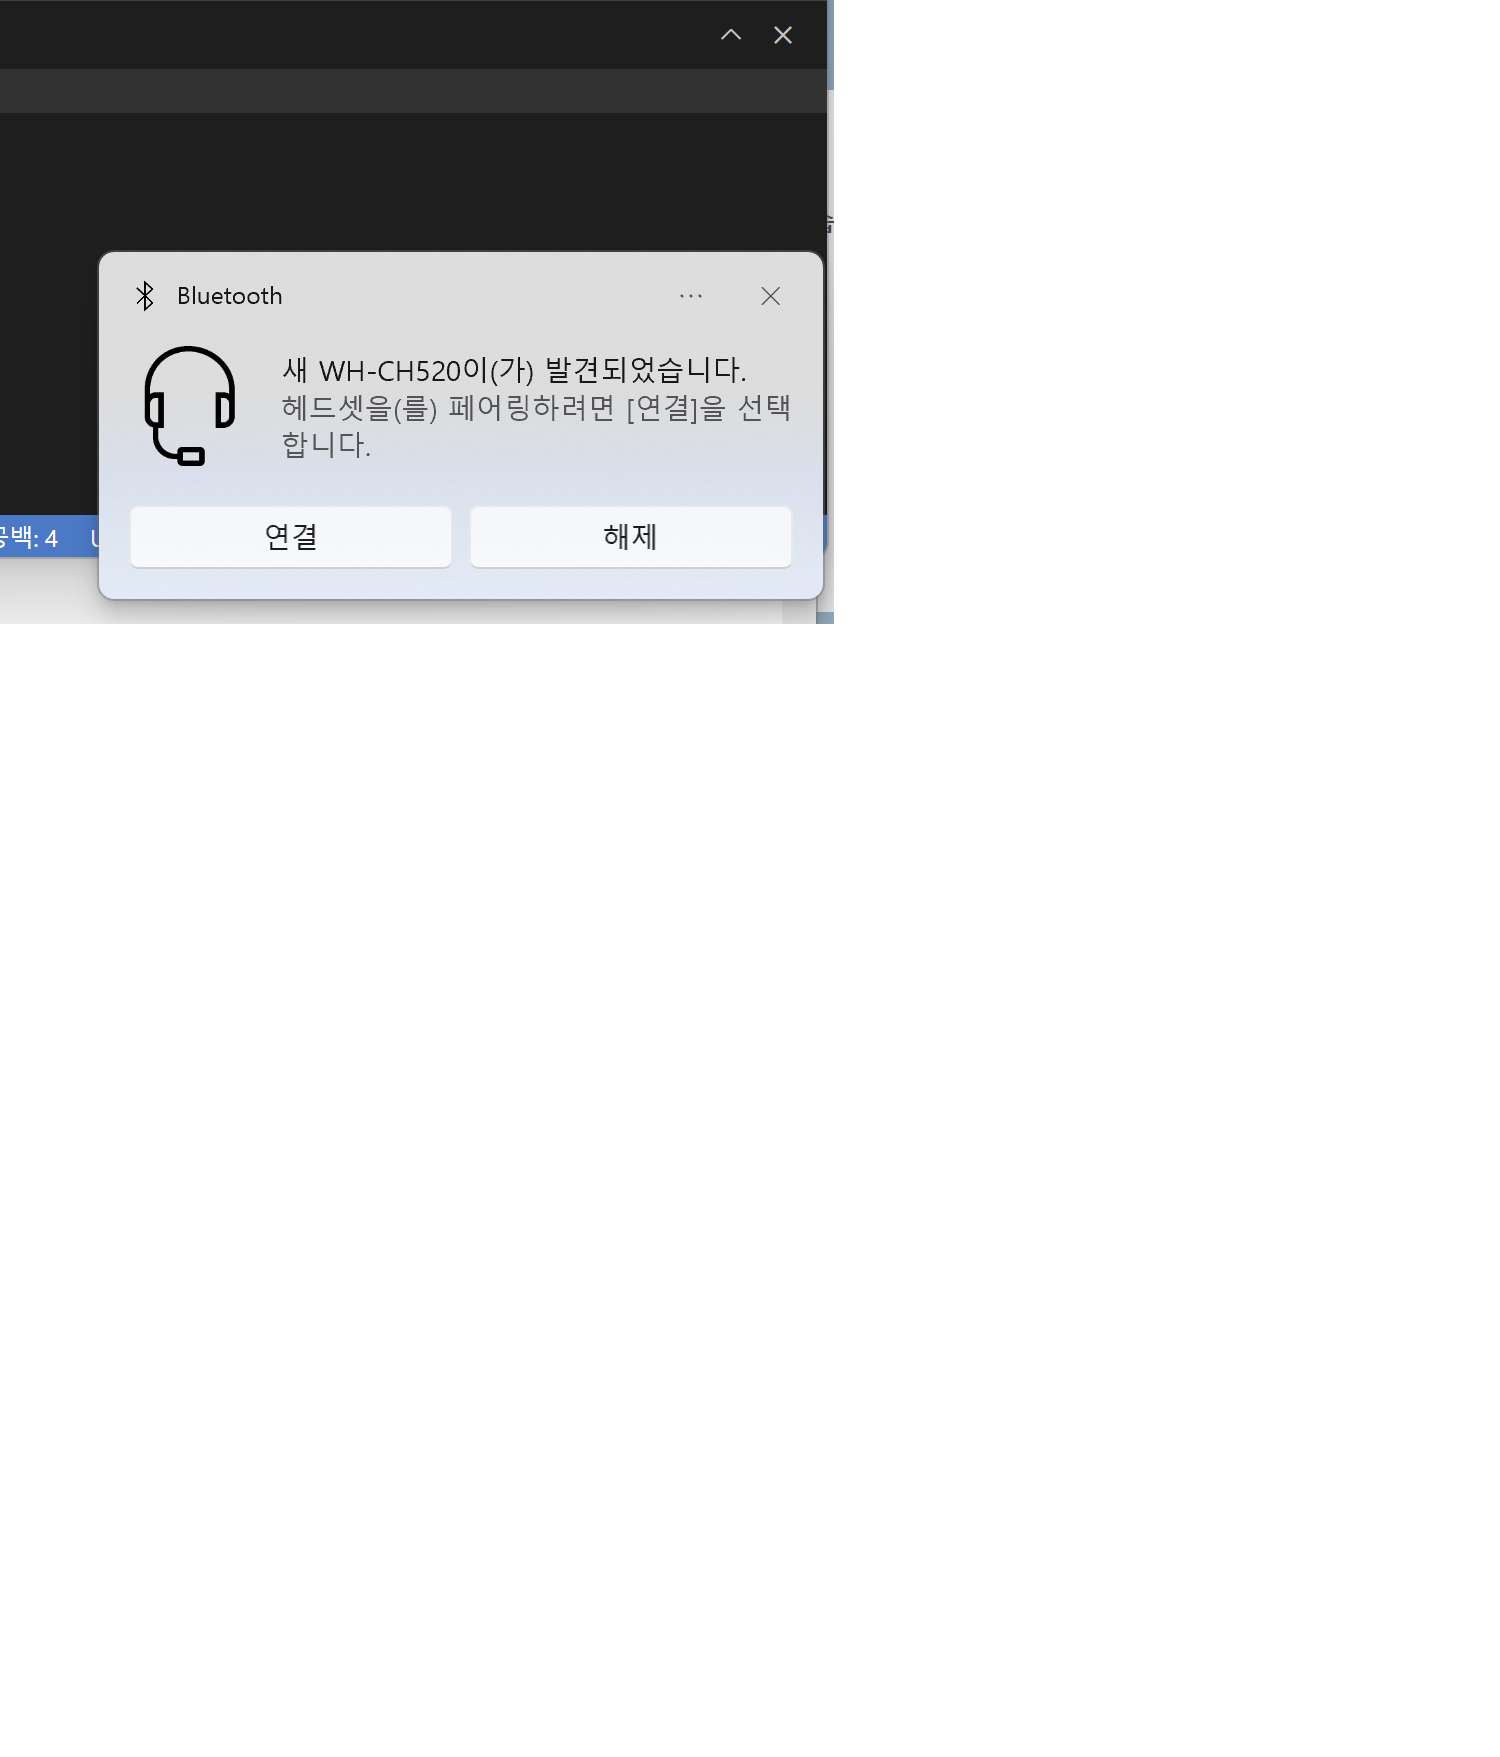 Bluetooth
새 WH-CH520이(가) 발견되었습니다.
헤드셋을(를) 페어링하려면 [연결]을 선택
합니다.
연결 해제
공백: 4